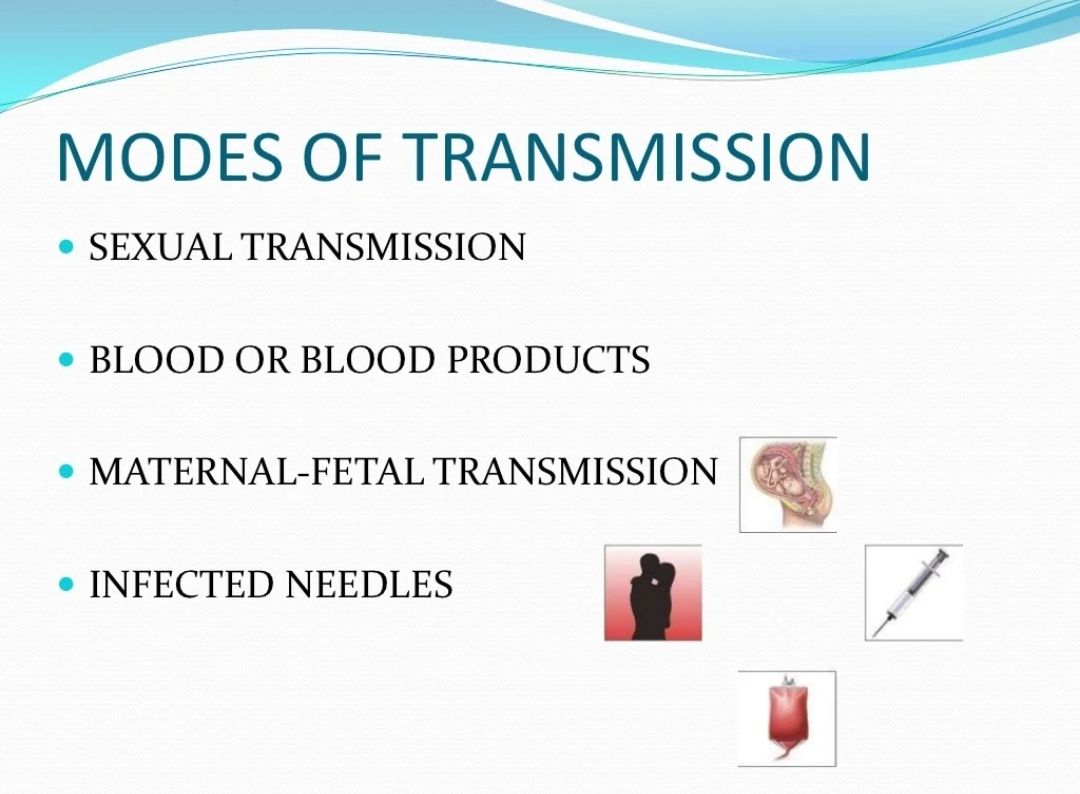 MODES OF TRANSMISSION
SEXUAL TRANSMISSION
BLOOD OR BLOOD PRODUCTS
MATERNAL-FETAL TRANSMISSION
INFECTED NEEDLES